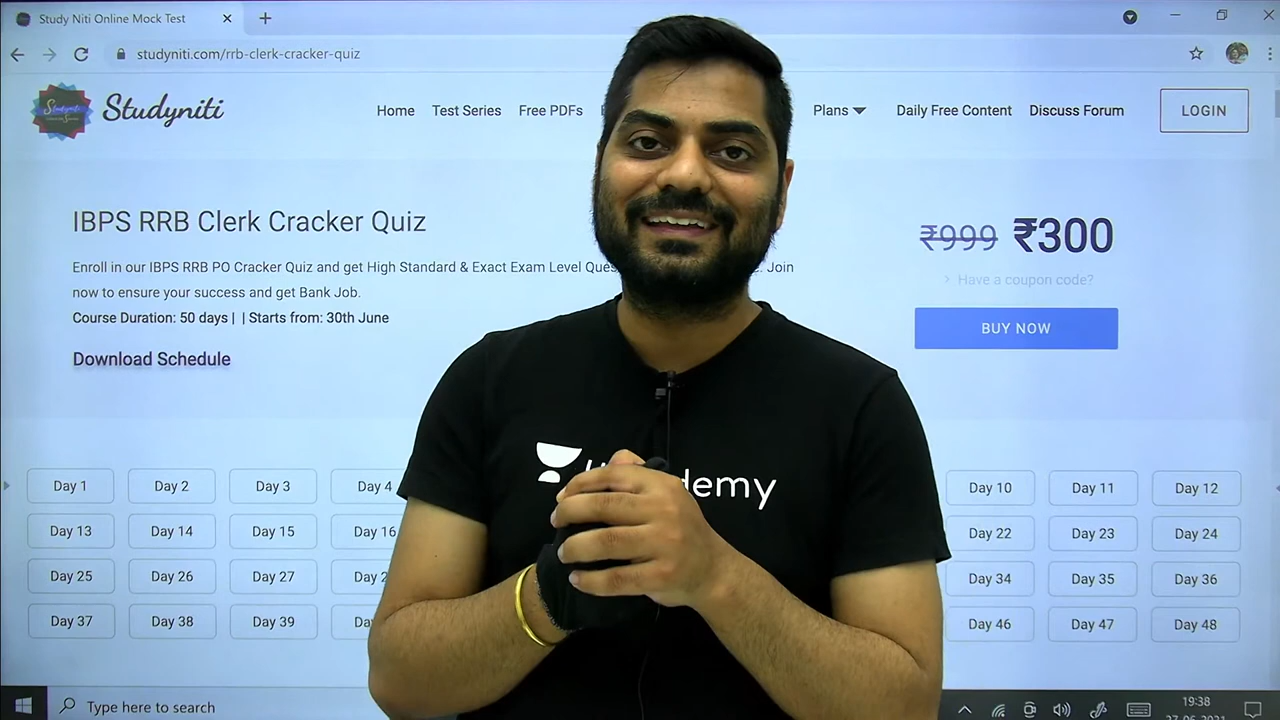 Study Niti Online Mock Test
studyniti.com/rrb-clerk-cracker-quiz
Studyniti
Studyniti
Home Test Series Free PDFs Plans Daily Free Content Discuss Forum LOGIN
IBPS RRB Clerk Cracker Quiz
₹999 ₹300
Enroll in our IBPS RRB PO Cracker Quiz and get High Standard & Exact Exam Level Join
Have a coupon code?
now to ensure your success and get Bank Job.
Course Duration: 50 days | | Starts from: 30th June
BUY NOW
Download Schedule
demy
Day 1 Day 2 Day 3 Day 4 Day 10 Day 11 Day 12
Day 13 Day 14 Day 15 Day 16 Day 22 Day 23 Day 24
Day 25 Day 26 Day 27 Day 34 Day 35 Day 36
Day 37 Day 38 Day 39 Day 46 Day 47 Day 48
Type here to search
19:38